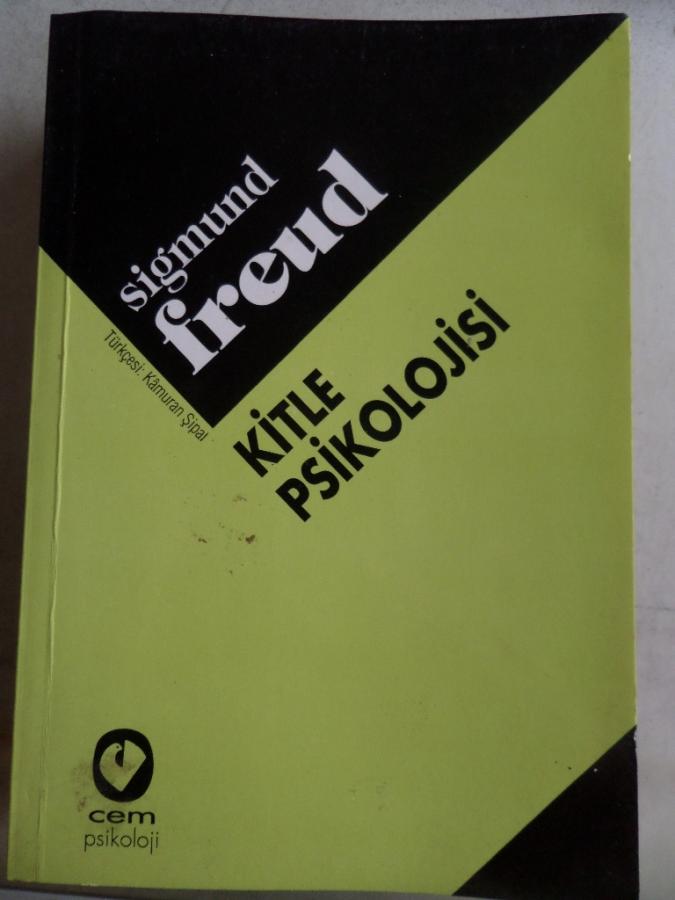 sigmund
freud
Türkçesi: Kâmuran Şipal
KİTLE
PSİKOLOJİSİ
cem
psikoloji